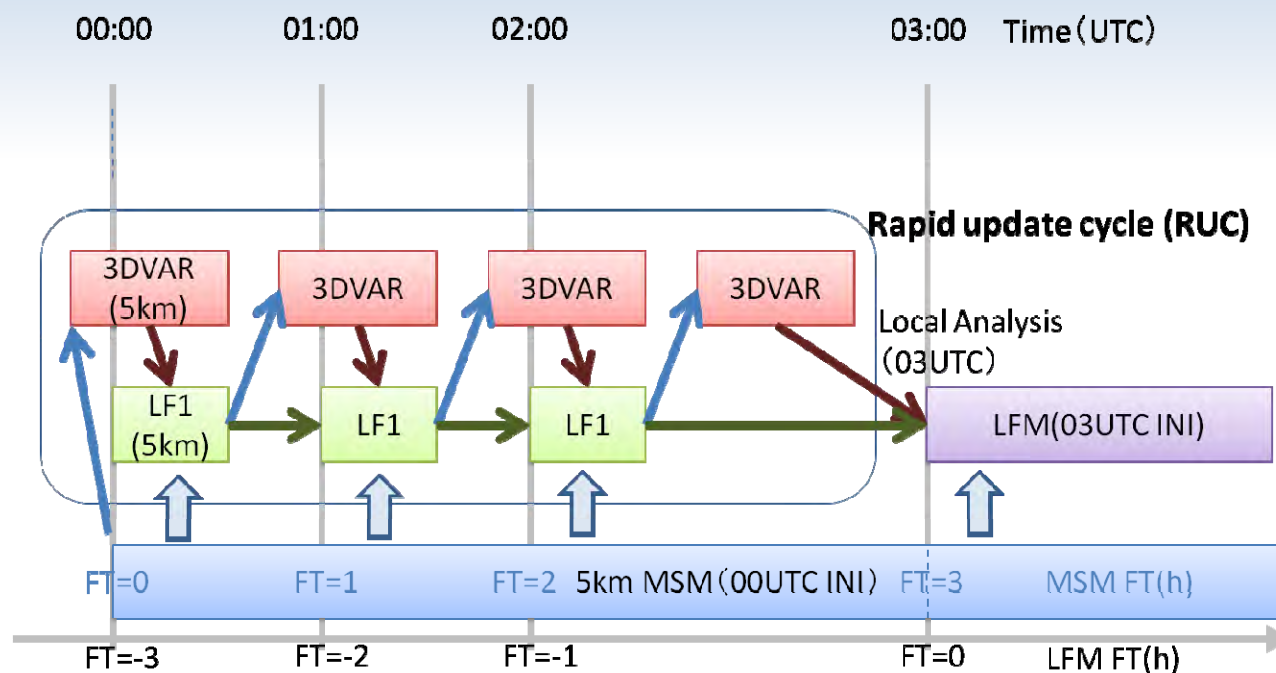 00:00 01:00 02:00 03:00 Time（UTC）
Rapid update cycle (RUC)
3DVAR
(5km)
3DVAR
3DVAR
3DVAR
Local Analysis
（03UTC）
LF1
(5km)
LF1
LF1
LFM(03UTC INI)
FT=0 FT=1 FT=2 5km MSM（00UTC INI） FT=3 MSM FT(h)
FT=-3 FT=-2 FT=-1 FT=0 LFM FT(h)